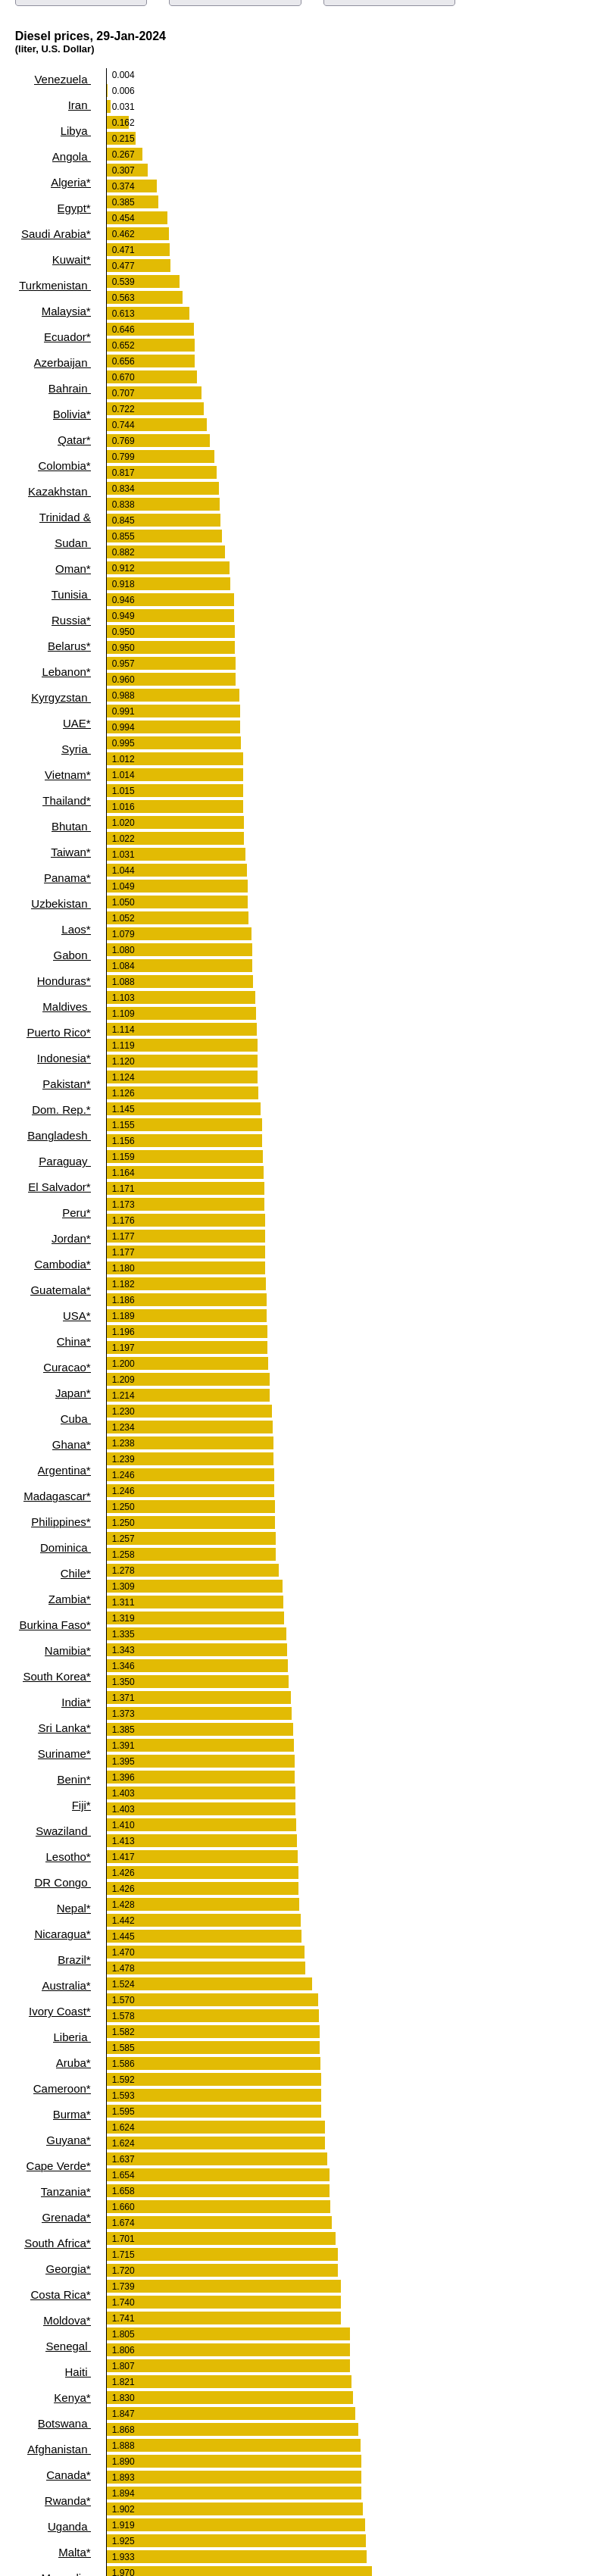 Diesel prices, 29-Jan-2024
(liter, U.S. Dollar)
Venezuela
Iran
Libya
Angola
Algeria*
Egypt*
Saudi Arabia*
Kuwait*
Turkmenistan
Malaysia*
Ecuador*
Azerbaijan
Bahrain
Bolivia*
Qatar*
Colombia*
Kazakhstan
Trinidad &
Sudan
Oman*
Tunisia
Russia*
Belarus*
Lebanon*
Kyrgyzstan
UAE*
Syria
Vietnam*
Thailand*
Bhutan
Taiwan*
Panama*
Uzbekistan
Laos*
Gabon
Honduras*
Maldives
Puerto Rico*
Indonesia*
Pakistan*
Dom. Rep.*
Bangladesh
Paraguay
El Salvador*
Peru*
Jordan*
Cambodia*
Guatemala*
USA*
China*
Curacao*
Japan*
Cuba
Ghana*
Argentina*
Madagascar*
Philippines*
Dominica
Chile*
Zambia*
Burkina Faso*
Namibia*
South Korea*
India*
Sri Lanka*
Suriname*
Benin*
Fiji*
Swaziland
Lesotho*
DR Congo
Nepal*
Nicaragua*
Brazil*
Australia*
Ivory Coast*
Liberia
Aruba*
Cameroon*
Burma*
Guyana*
Cape Verde*
Tanzania*
Grenada*
South Africa*
Georgia*
Costa Rica*
Moldova*
Senegal
Haiti
Kenya*
Botswana
Afghanistan
Canada*
Rwanda*
Uganda
Malta*
0.004
0.006
0.031
0.162
0.215
0.267
0.307
0.374
0.385
0.454
0.462
0.471
0.477
0.539
0.563
0.613
0.646
0.652
0.656
0.670
0.707
0.722
0.744
0.769
0.799
0.817
0.834
0.838
0.845
0.855
0.882
0.912
0.918
0.946
0.949
0.950
0.950
0.957
0.960
0.988
0.991
0.994
0.995
1.012
1.014
1.015
1.016
1.020
1.022
1.031
1.044
1.049
1.050
1.052
1.079
1.080
1.084
1.088
1.103
1.109
1.114
1.119
1.120
1.124
1.126
1.145
1.155
1.156
1.159
1.164
1.171
1.173
1.176
1.177
1.177
1.180
1.182
1.186
1.189
1.196
1.197
1.200
1.209
1.214
1.230
1.234
1.238
1.239
1.246
1.246
1.250
1.250
1.257
1.258
1.278
1.309
1.311
1.319
1.335
1.343
1.346
1.350
1.371
1.373
1.385
1.391
1.395
1.396
1.403
1.403
1.410
1.413
1.417
1.426
1.426
1.428
1.442
1.445
1.470
1.478
1.524
1.570
1.578
1.582
1.585
1.586
1.592
1.593
1.595
1.624
1.624
1.637
1.654
1.658
1.660
1.674
1.701
1.715
1.720
1.739
1.740
1.741
1.805
1.806
1.807
1.821
1.830
1.847
1.868
1.888
1.890
1.893
1.894
1.902
1.919
1.925
1.933
1.970